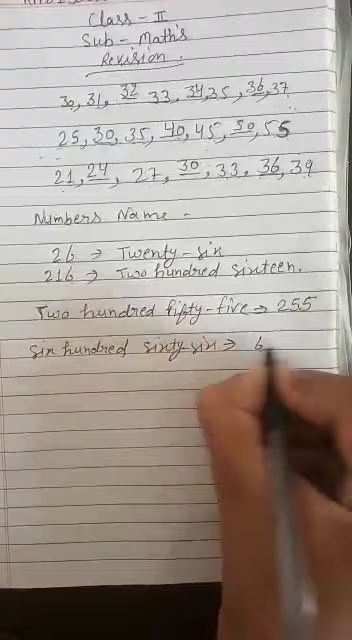 Class - II
Sub - Math's
Revision.
30, 31, 32 33, 34, 35, 36, 37
25, 30, 35, 40, 45, 50, 55
21, 24, 27, 30, 33, 36, 39
Numbers Name -
26 → Twenty-six
216 → Two hundred sixteen.
Two hundred fifty-five → 255
six hundred sixty-six → 6